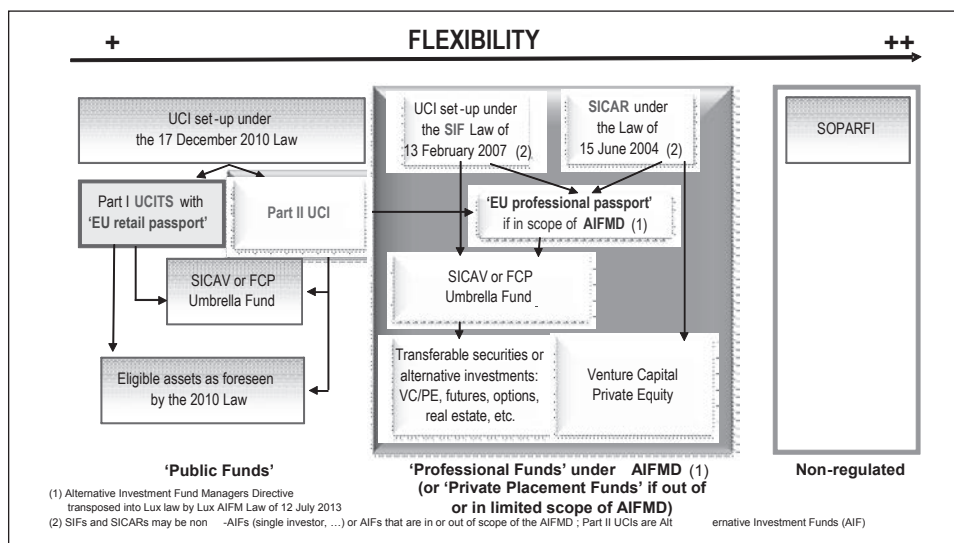 FLEXIBILITY
+
++
UCI set-up under
the 17 December 2010 Law
Part I UCITS with
'EU retail passport'
Part II UCI
SICAV or FCP
Umbrella Fund
Eligible assets as foreseen
by the 2010 Law
'Public Funds'
UCI set-up under
the SIF Law of
13 February 2007 (2)
SICAR under
the Law of
15 June 2004 (2)
'EU professional passport'
if in scope of AIFMD (1)
SICAV or FCP
Umbrella Fund
Transferable securities or
alternative investments:
VC/PE, futures, options,
real estate, etc.
Venture Capital
Private Equity
'Professional Funds' under AIFMD (1)
(or 'Private Placement Funds' if out of
or in limited scope of AIFMD)
SOPARFI
Non-regulated
(1) Alternative Investment Fund Managers Directive
transposed into Lux law by Lux AIFM Law of 12 July 2013
(2) SIFs and SICARs may be non -AIFs (single investor, ...) or AIFs that are in or out of scope of the AIFMD ; Part II UCIs are Alt ernative Investment Funds (AIF)